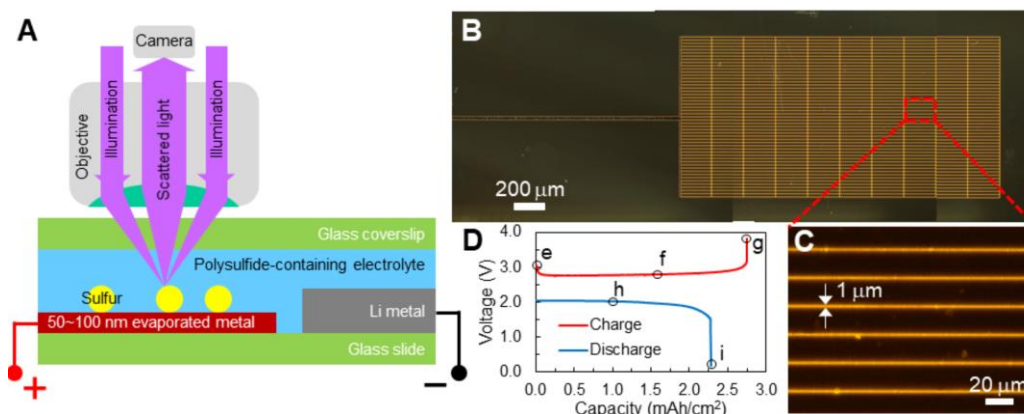 A
Camera
Objective
Illumination
Scattered light
Illumination
Glass coverslip
Polysulfide-containing electrolyte
Sulfur
50~100 nm evaporated metal
Li metal
Glass slide
+
−
B
200 μm
D
4.0
3.0
2.0
1.0
0.0
Voltage (V)
e
f
g
h
i
Charge
Discharge
0.0 0.5 1.0 1.5 2.0 2.5 3.0
Capacity (mAh/cm²)
C
1 μm
20 μm